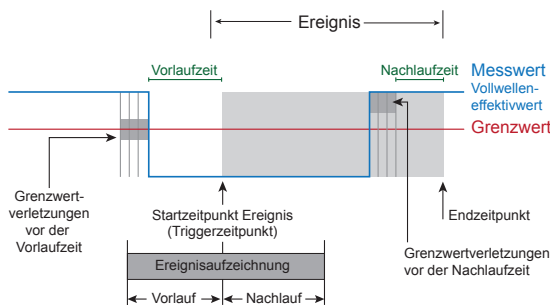 Ereignis
Vorlaufzeit
Nachlaufzeit
Messwert
Vollwellen-
effektivwert
Grenzwert
Grenzwert-
verletzungen
vor der
Vorlaufzeit
Startzeitpunkt Ereignis
(Triggerzeitpunkt)
Endzeitpunkt
Grenzwertverletzungen
vor der Nachlaufzeit
Ereignisaufzeichnung
Vorlauf
Nachlauf